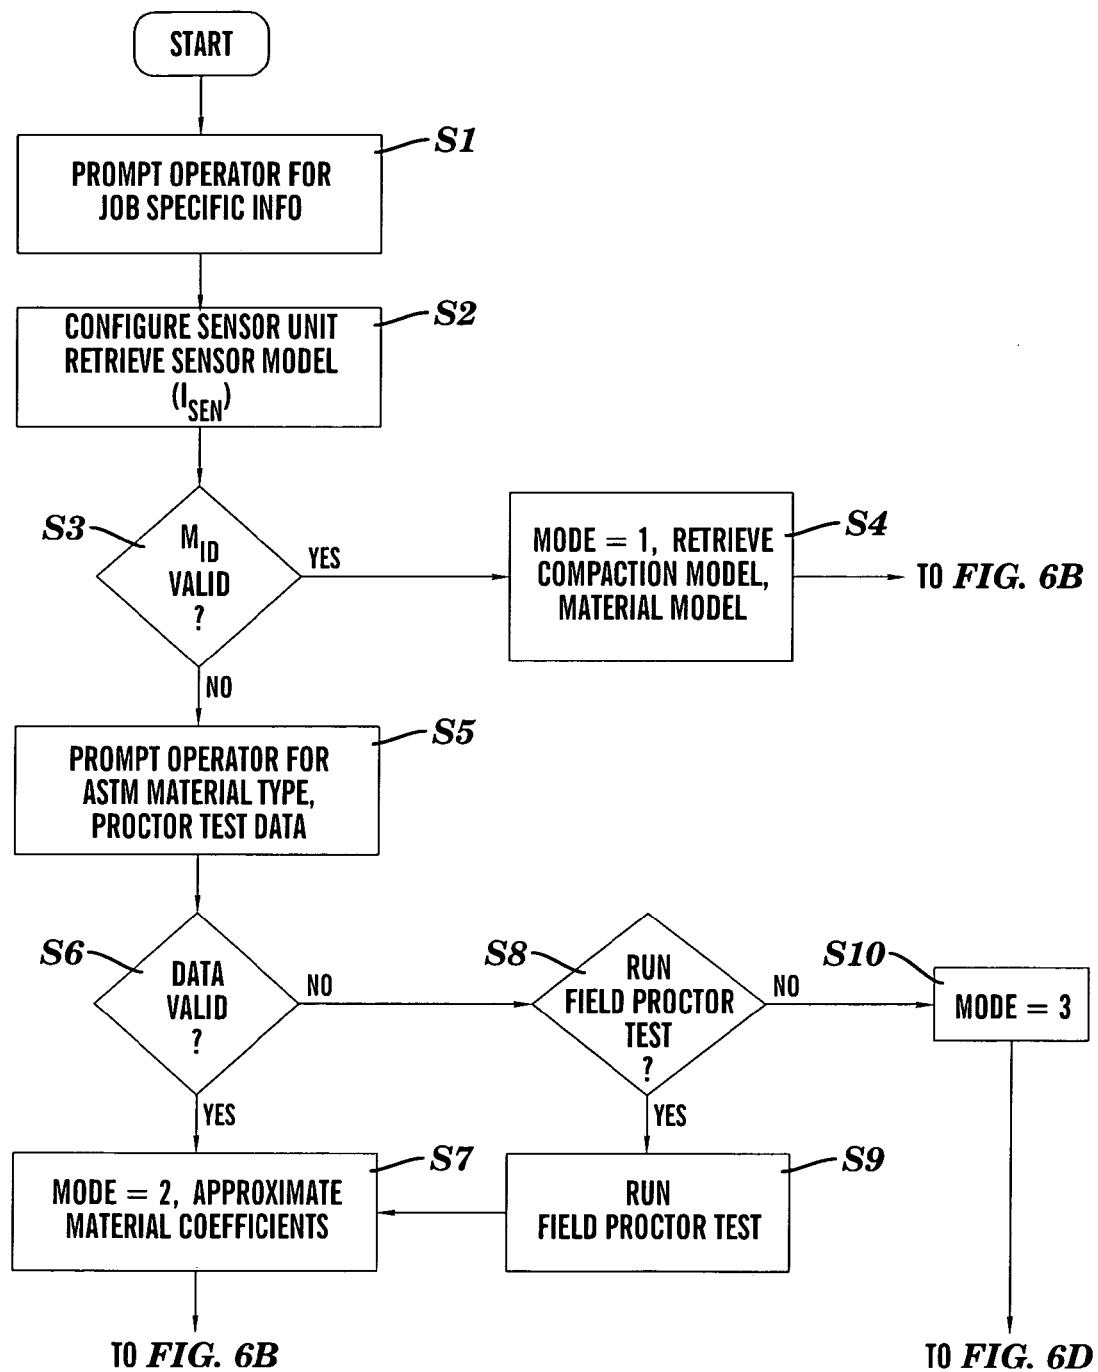 START
S1
PROMPT OPERATOR FOR
JOB SPECIFIC INFO
S2
CONFIGURE SENSOR UNIT
RETRIEVE SENSOR MODEL
(I_SEN)
S3
M_ID
VALID
?
YES
NO
S4
MODE = 1, RETRIEVE
COMPACTION MODEL,
MATERIAL MODEL
TO FIG. 6B
S5
PROMPT OPERATOR FOR
ASTM MATERIAL TYPE,
PROCTOR TEST DATA
S6
DATA
VALID
?
NO
YES
S8
RUN
FIELD PROCTOR
TEST
?
NO
YES
S10
MODE = 3
S7
MODE = 2, APPROXIMATE
MATERIAL COEFFICIENTS
S9
RUN
FIELD PROCTOR TEST
TO FIG. 6B
TO FIG. 6D